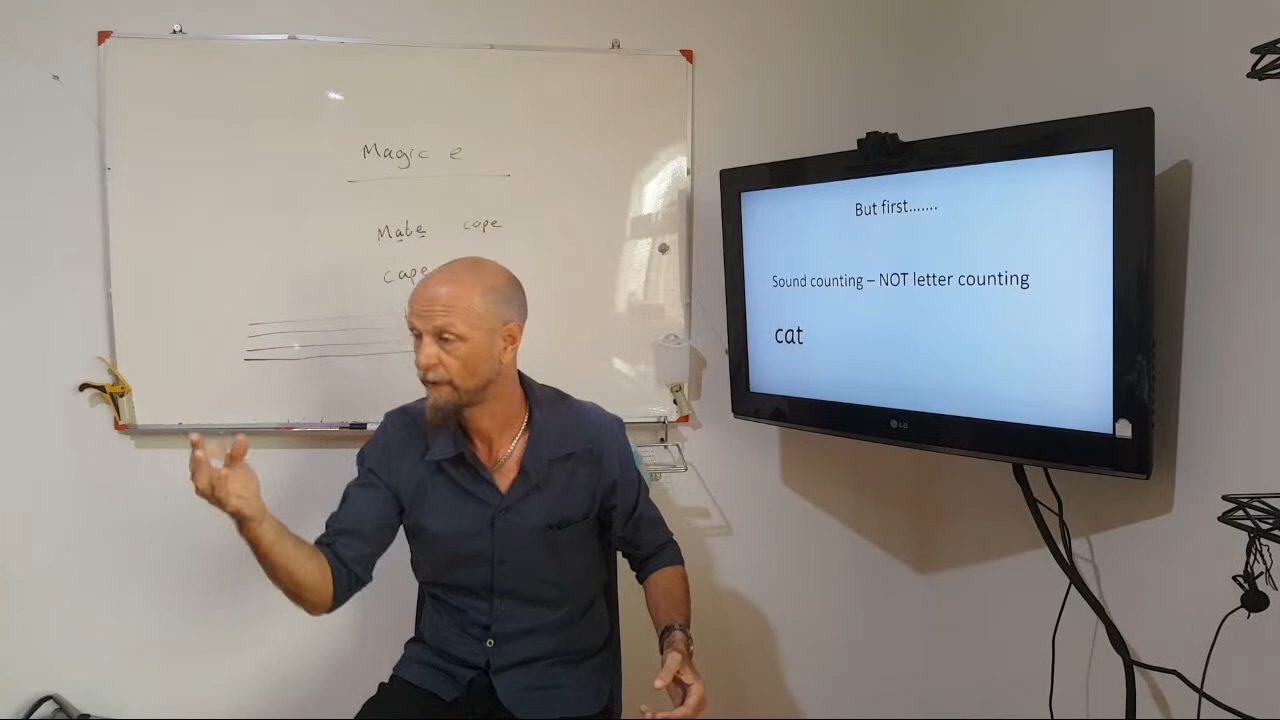 Magic e
Mate cope
cape
But first.......
Sound counting – NOT letter counting
cat
LG